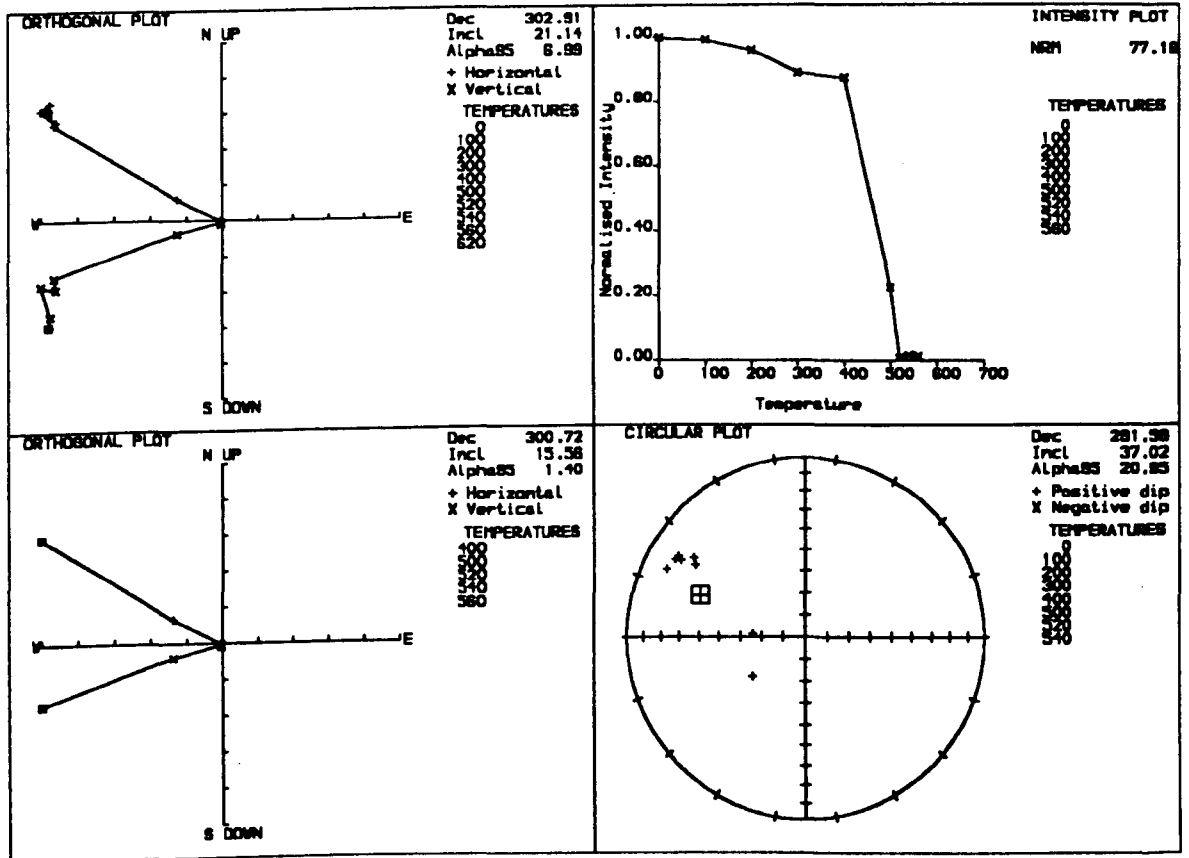 ORTHOGONAL PLOT
N UP
Dec 302.91
Incl 21.14
Alpha95 6.99
+ Horizontal
X Vertical
TEMPERATURES
0
100
200
300
400
500
520
540
560
620
W
E
S DOWN
INTENSITY PLOT
NRM 77.18
TEMPERATURES
0
100
200
300
400
500
520
540
560
Normalised Intensity
1.00
0.80
0.60
0.40
0.20
0.00
0 100 200 300 400 500 600 700
Temperature
ORTHOGONAL PLOT
N UP
Dec 300.72
Incl 15.56
Alpha95 1.40
+ Horizontal
X Vertical
TEMPERATURES
400
500
520
540
560
W
E
S DOWN
CIRCULAR PLOT
Dec 291.98
Incl 37.02
Alpha95 20.85
+ Positive dip
X Negative dip
TEMPERATURES
0
100
200
300
400
500
520
540